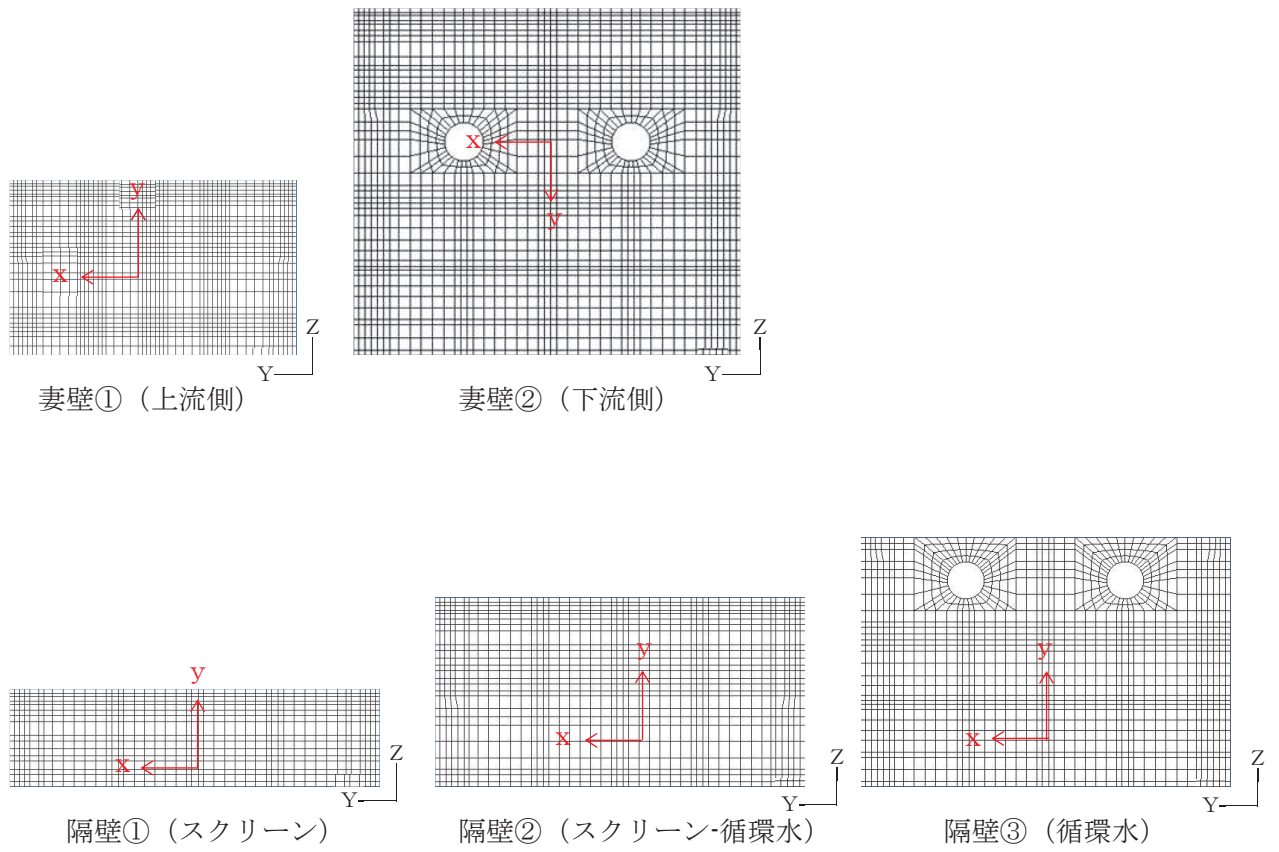 y
x
Z
Y
妻壁①（上流側）
x
y
Z
Y
妻壁②（下流側）
y
x
Z
Y
隔壁①（スクリーン）
y
x
Z
Y
隔壁②（スクリーン-循環水）
y
x
Z
Y
隔壁③（循環水）